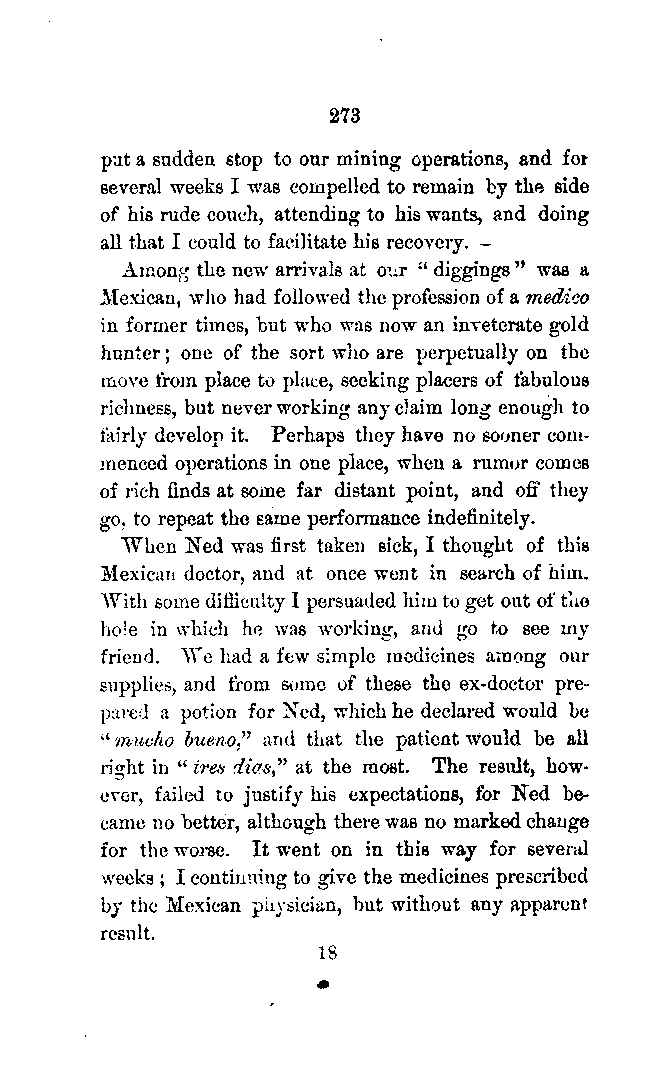 273
put a sudden stop to our mining operations, and for
several weeks I was compelled to remain by the side
of his rude couch, attending to his wants, and doing
all that I could to facilitate his recovery. –
Among the new arrivals at our “ diggings ” was a
Mexican, who had followed the profession of a medico
in former times, but who was now an inveterate gold
hunter ; one of the sort who are perpetually on the
move from place to place, seeking placers of fabulous
richness, but never working any claim long enough to
fairly develop it. Perhaps they have no sooner com-
menced operations in one place, when a rumor comes
of rich finds at some far distant point, and off they
go, to repeat the same performance indefinitely.
When Ned was first taken sick, I thought of this
Mexican doctor, and at once went in search of him.
With some difficulty I persuaded him to get out of the
hole in which he was working, and go to see my
friend. We had a few simple medicines among our
supplies, and from some of these the ex-doctor pre-
pared a potion for Ned, which he declared would be
“ mucho bueno,” and that the patient would be all
right in “ tres dias,” at the most. The result, how-
ever, failed to justify his expectations, for Ned be-
came no better, although there was no marked change
for the worse. It went on in this way for several
weeks ; I continuing to give the medicines prescribed
by the Mexican physician, but without any apparent
result.
18